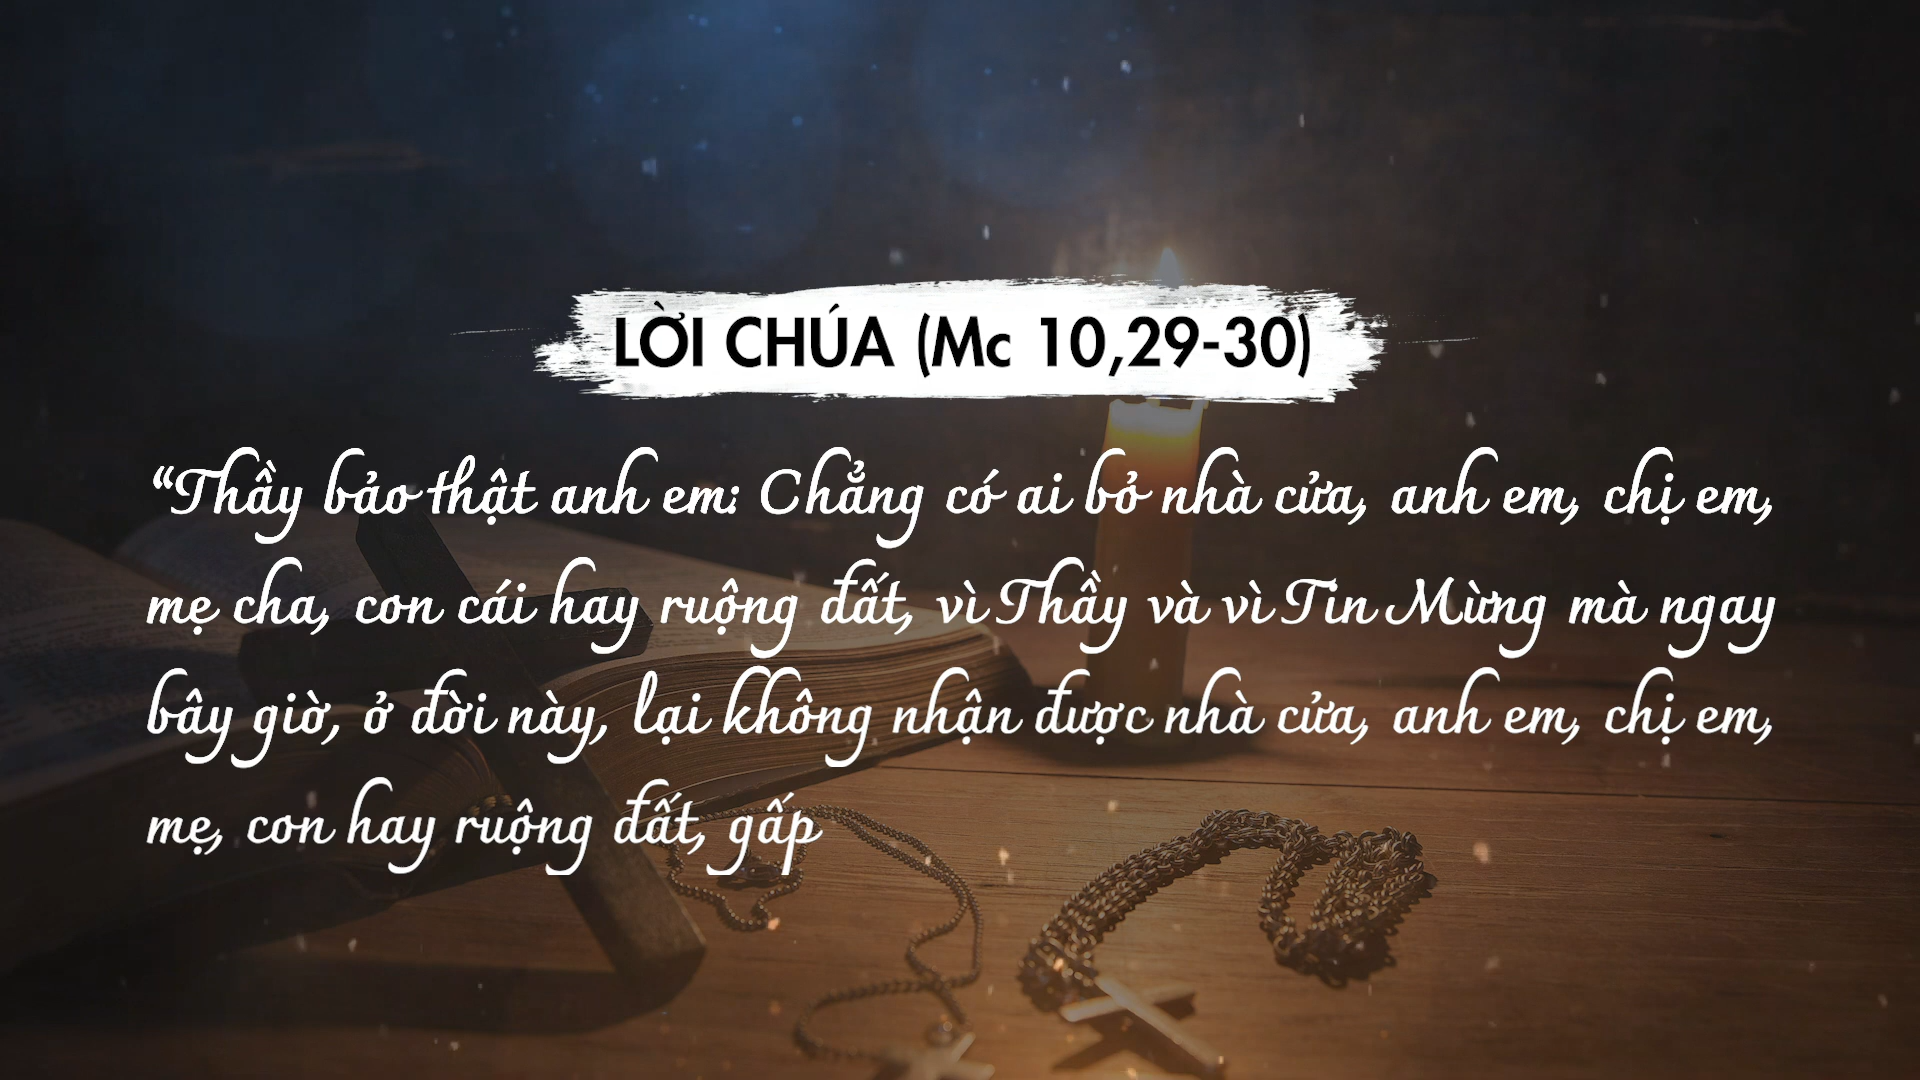 LỜI CHÚA (Mc 10,29-30)
“Thầy bảo thật anh em: Chẳng có ai bỏ nhà cửa, anh em, chị em,
mẹ cha, con cái hay ruộng đất, vì Thầy và vì Tin Mừng mà ngay
bây giờ, ở đời này, lại không nhận được nhà cửa, anh em, chị em,
mẹ, con hay ruộng đất, gấp